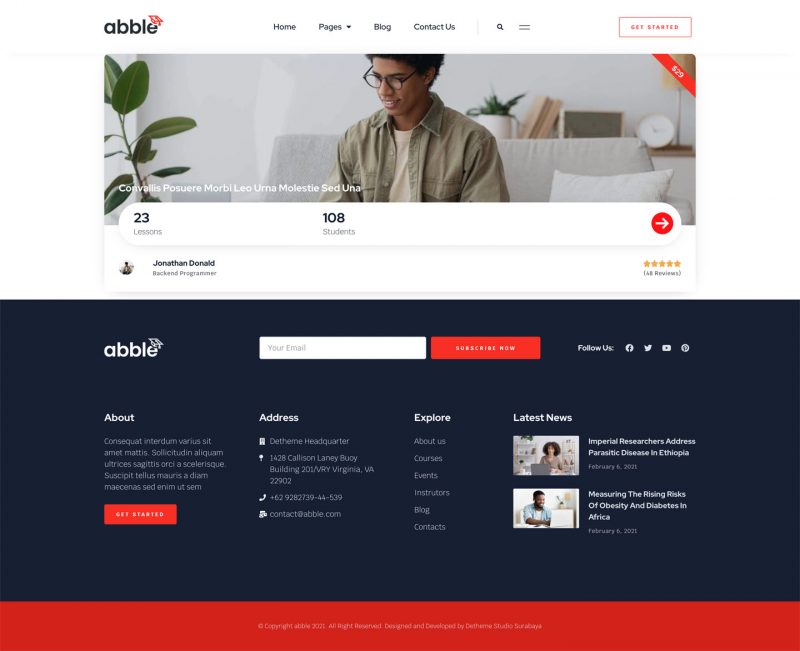 abble
Home
Pages
Blog
Contact Us
GET STARTED
$29
Convallis Posuere Morbi Leo Urna Molestie Sed Una
23
Lessons
108
Students
Jonathan Donald
Backend Programmer
(48 Reviews)
abble
Your Email
SUBSCRIBE NOW
Follow Us:
About
Consequat interdum varius sit
amet mattis. Sollicitudin aliquam
ultrices sagittis orci a scelerisque.
Suscipit tellus mauris a diam
maecenas sed enim ut sem
GET STARTED
Address
Detheme Headquarter
1428 Callison Laney Buoy
Building 201/VRY Virginia, VA
22902
+62 9282739-44-539
contact@abble.com
Explore
About us
Courses
Events
Instrutors
Blog
Contacts
Latest News
Imperial Researchers Address
Parasitic Disease In Ethiopia
February 6, 2021
Measuring The Rising Risks
Of Obesity And Diabetes In
Africa
February 6, 2021
© Copyright abble 2021. All Right Reserved. Designed and Developed by Detheme Studio Surabaya